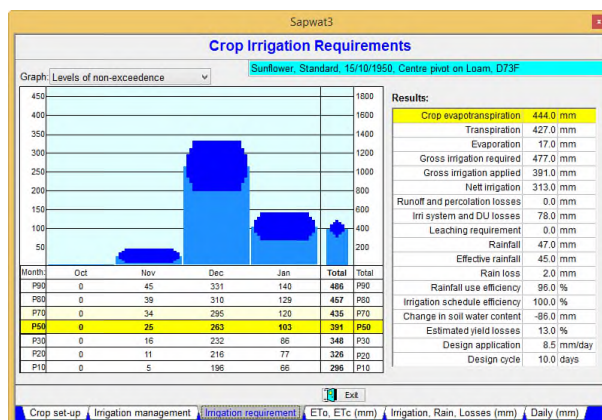 Sapwat3
x
Crop Irrigation Requirements
Graph: Levels of non-exceedence
Sunflower, Standard, 15/10/1950, Centre pivot on Loam, D73F
450 1800
400 1600
350 1400
300 1200
250 1000
200 800
150 600
100 400
50 200
Month: Oct Nov Dec Jan Total Total
P90 0 45 331 140 486 P90
P80 0 39 310 129 457 P80
P70 0 34 295 120 435 P70
P50 0 25 263 103 391 P50
P30 0 16 232 86 348 P30
P20 0 11 216 77 326 P20
P10 0 5 196 66 296 P10
Results:
Crop evapotranspiration 444.0 mm
Transpiration 427.0 mm
Evaporation 17.0 mm
Gross irrigation required 477.0 mm
Gross irrigation applied 391.0 mm
Nett irrigation 313.0 mm
Runoff and percolation losses 0.0 mm
Irri system and DU losses 78.0 mm
Leaching requirement 0.0 mm
Rainfall 47.0 mm
Effective rainfall 45.0 mm
Rain loss 2.0 mm
Rainfall use efficiency 96.0 %
Irrigation schedule efficiency 100.0 %
Change in soil water content -86.0 mm
Estimated yield losses 13.0 %
Design application 8.5 mm/day
Design cycle 10.0 days
Exit
Crop set-up Irrigation management Irrigation requirement ETo, ETc (mm) Irrigation, Rain, Losses (mm) Daily (mm)